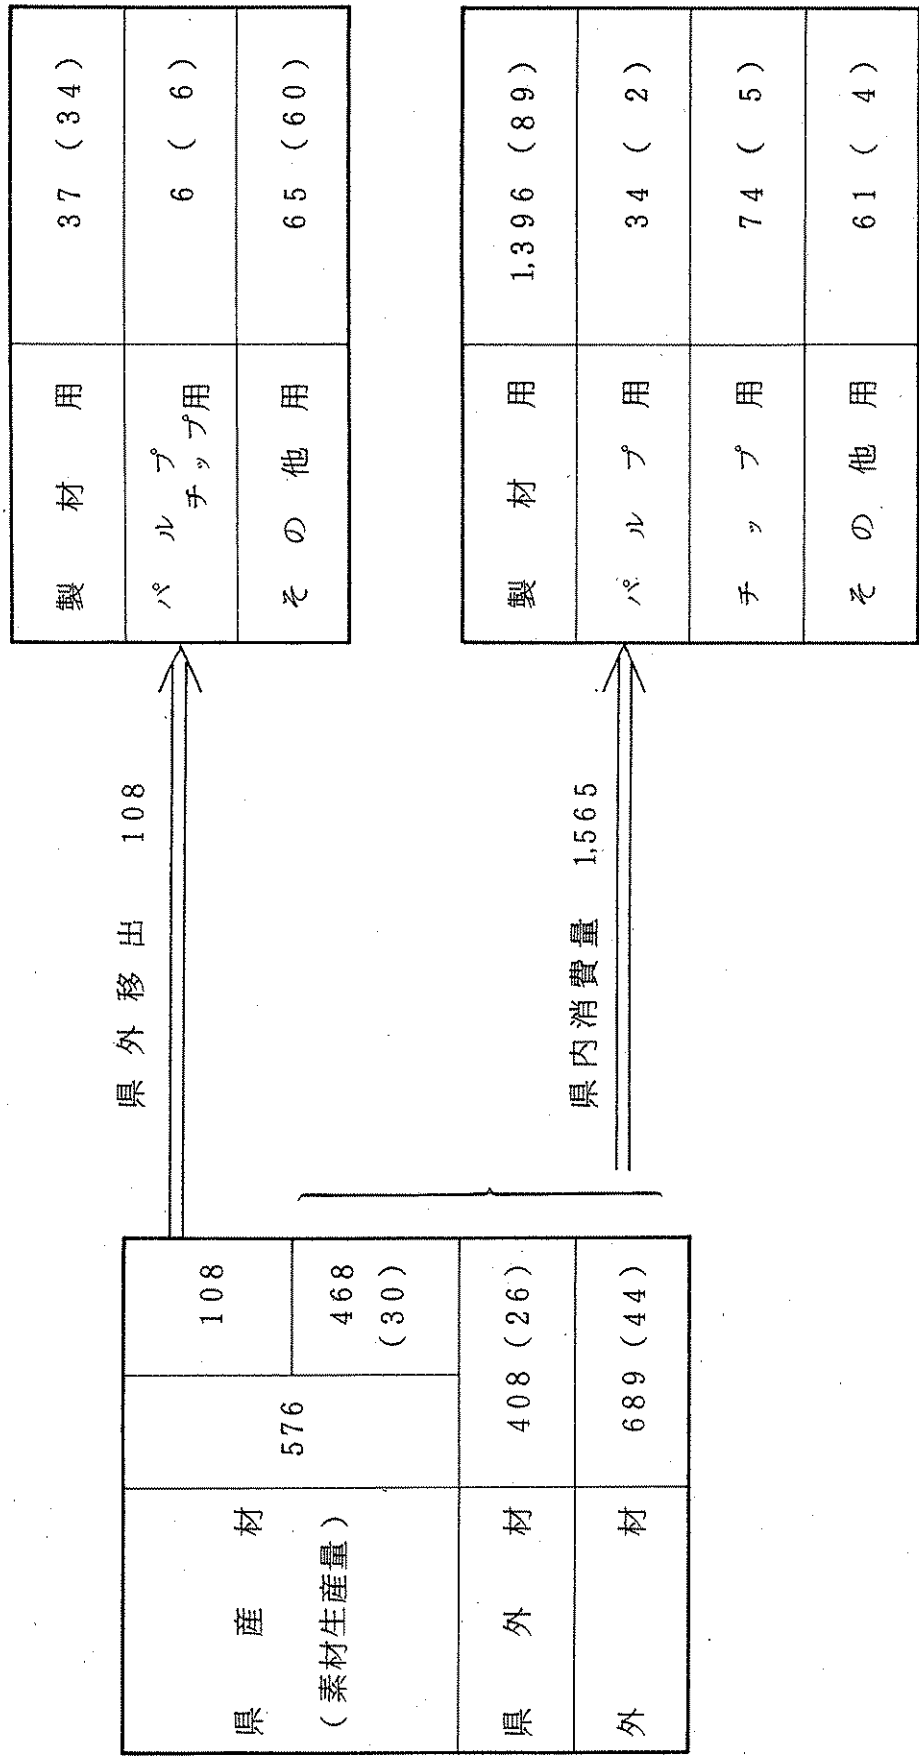 県産材 576 108
(素材生産量) 468
(30)
県外材 408(26)
外材 689(44)
県外移出 108
製材用 37(34)
パルプ
チップ用 6( 6)
その他用 65(60)
県内消費量 1,565
製材用 1,396(89)
パルプ用 34( 2)
チップ用 74( 5)
その他用 61( 4)